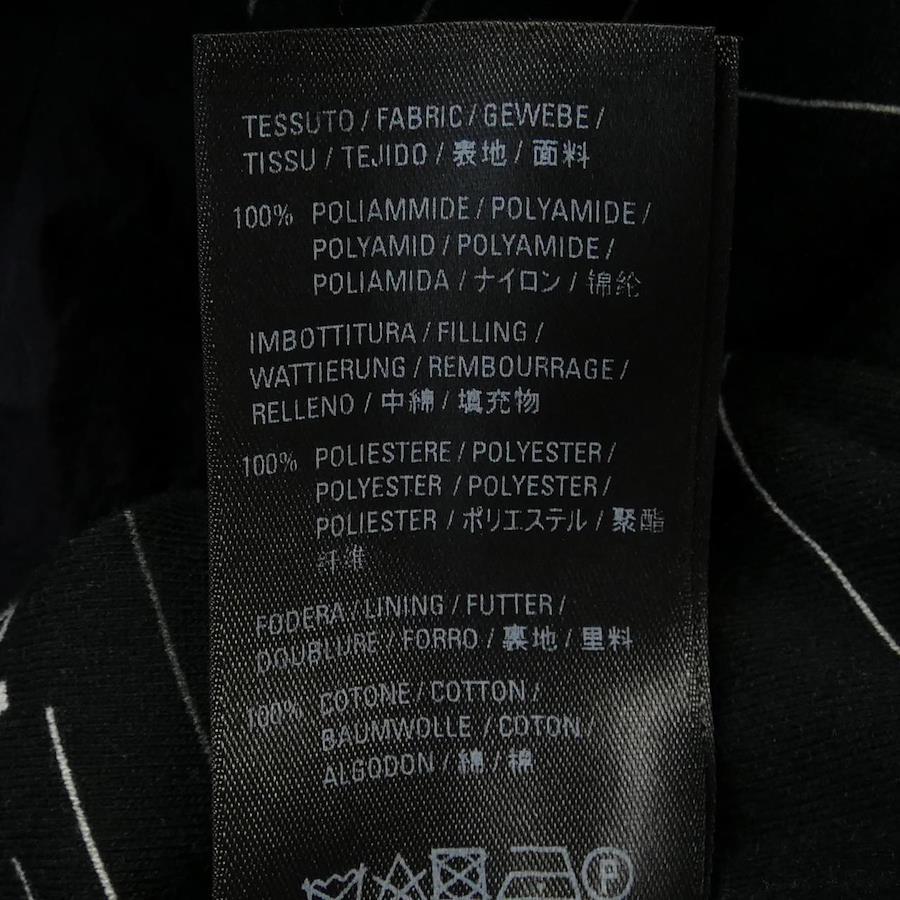 TESSUTO / FABRIC / GEWEBE /
TISSU / TEJIDO / 表地 / 面料
100% POLIAMMIDE / POLYAMIDE /
POLYAMID / POLYAMIDE /
POLIAMIDA / ナイロン / 锦纶
IMBOTTITURA / FILLING /
WATTIERUNG / REMBOURRAGE /
RELLENO / 中綿 / 填充物
100% POLIESTERE / POLYESTER /
POLYESTER / POLYESTER /
POLIESTER / ポリエステル / 聚酯
纤维
FODERA / LINING / FUTTER /
DOUBLURE / FORRO / 裏地 / 里料
100% COTONE / COTTON /
BAUMWOLLE / COTON /
ALGODON / 綿 / 棉
P